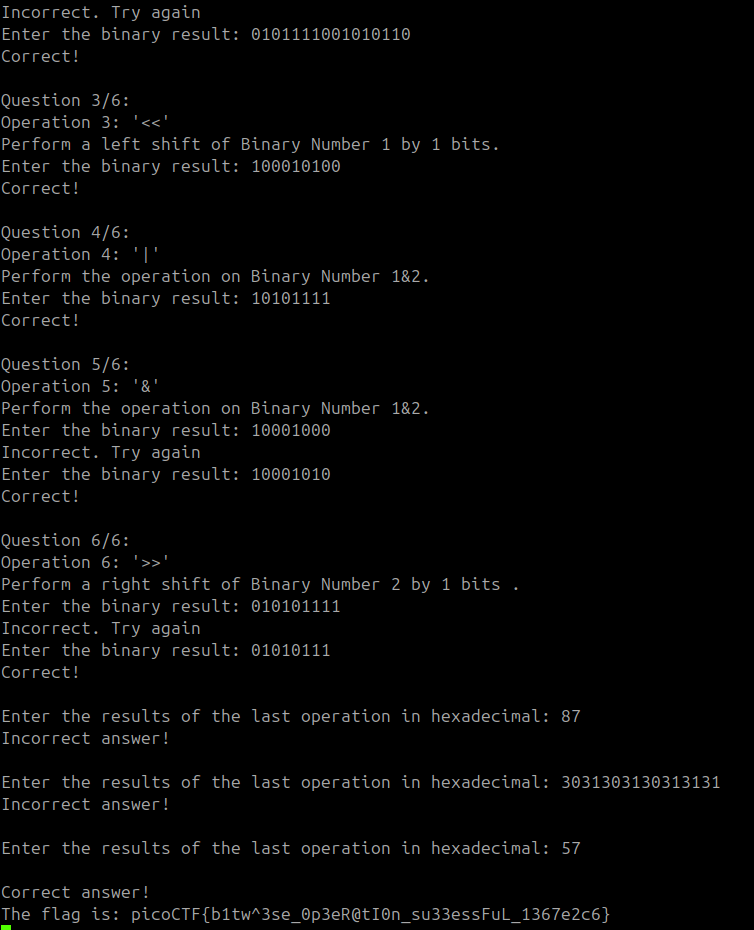 Incorrect. Try again
Enter the binary result: 0101111001010110
Correct!
Question 3/6:
Operation 3: '<<'
Perform a left shift of Binary Number 1 by 1 bits.
Enter the binary result: 100010100
Correct!
Question 4/6:
Operation 4: '|'
Perform the operation on Binary Number 1&2.
Enter the binary result: 10101111
Correct!
Question 5/6:
Operation 5: '&'
Perform the operation on Binary Number 1&2.
Enter the binary result: 10001000
Incorrect. Try again
Enter the binary result: 10001010
Correct!
Question 6/6:
Operation 6: '>>'
Perform a right shift of Binary Number 2 by 1 bits .
Enter the binary result: 010101111
Incorrect. Try again
Enter the binary result: 01010111
Correct!
Enter the results of the last operation in hexadecimal: 87
Incorrect answer!
Enter the results of the last operation in hexadecimal: 3031303130313131
Incorrect answer!
Enter the results of the last operation in hexadecimal: 57
Correct answer!
The flag is: picoCTF{b1tw^3se_0p3eR@tI0n_su33essFuL_1367e2c6}